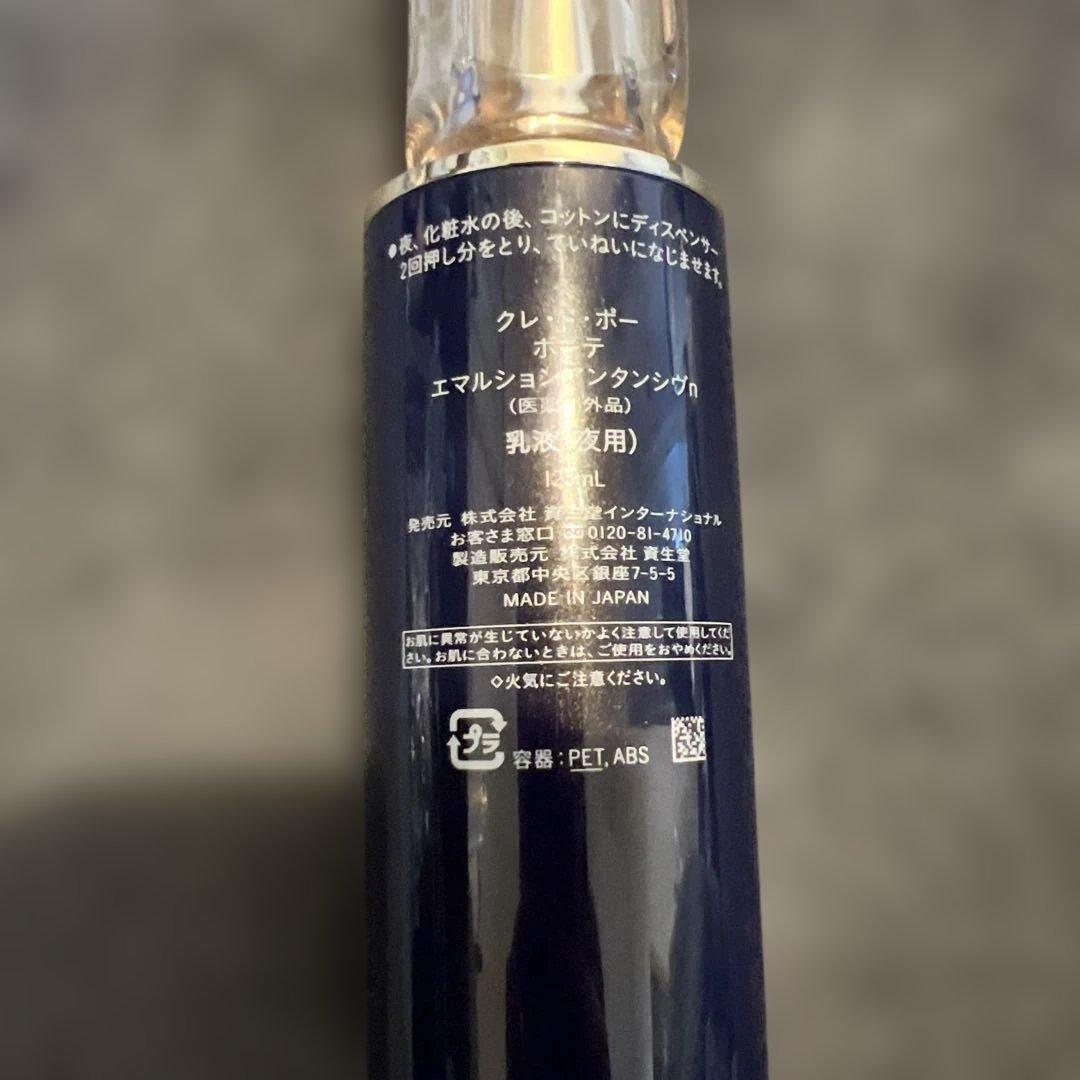 ●夜、化粧水の後、コットンにディスペンサー
2回押し分をとり、ていねいになじませます。
クレ・ド・ポー
ボーテ
エマルションアンタンシヴn
(医薬部外品)
乳液(夜用)
125mL
発売元 株式会社 資生堂インターナショナル
お客さま窓口 0120-81-4710
製造販売元 株式会社 資生堂
東京都中央区銀座7-5-5
MADE IN JAPAN
お肌に異常が生じていないかよく注意して使用してくだ
さい。お肌に合わないときは、ご使用をおやめください。
◇火気にご注意ください。
プラ 容器:PET, ABS